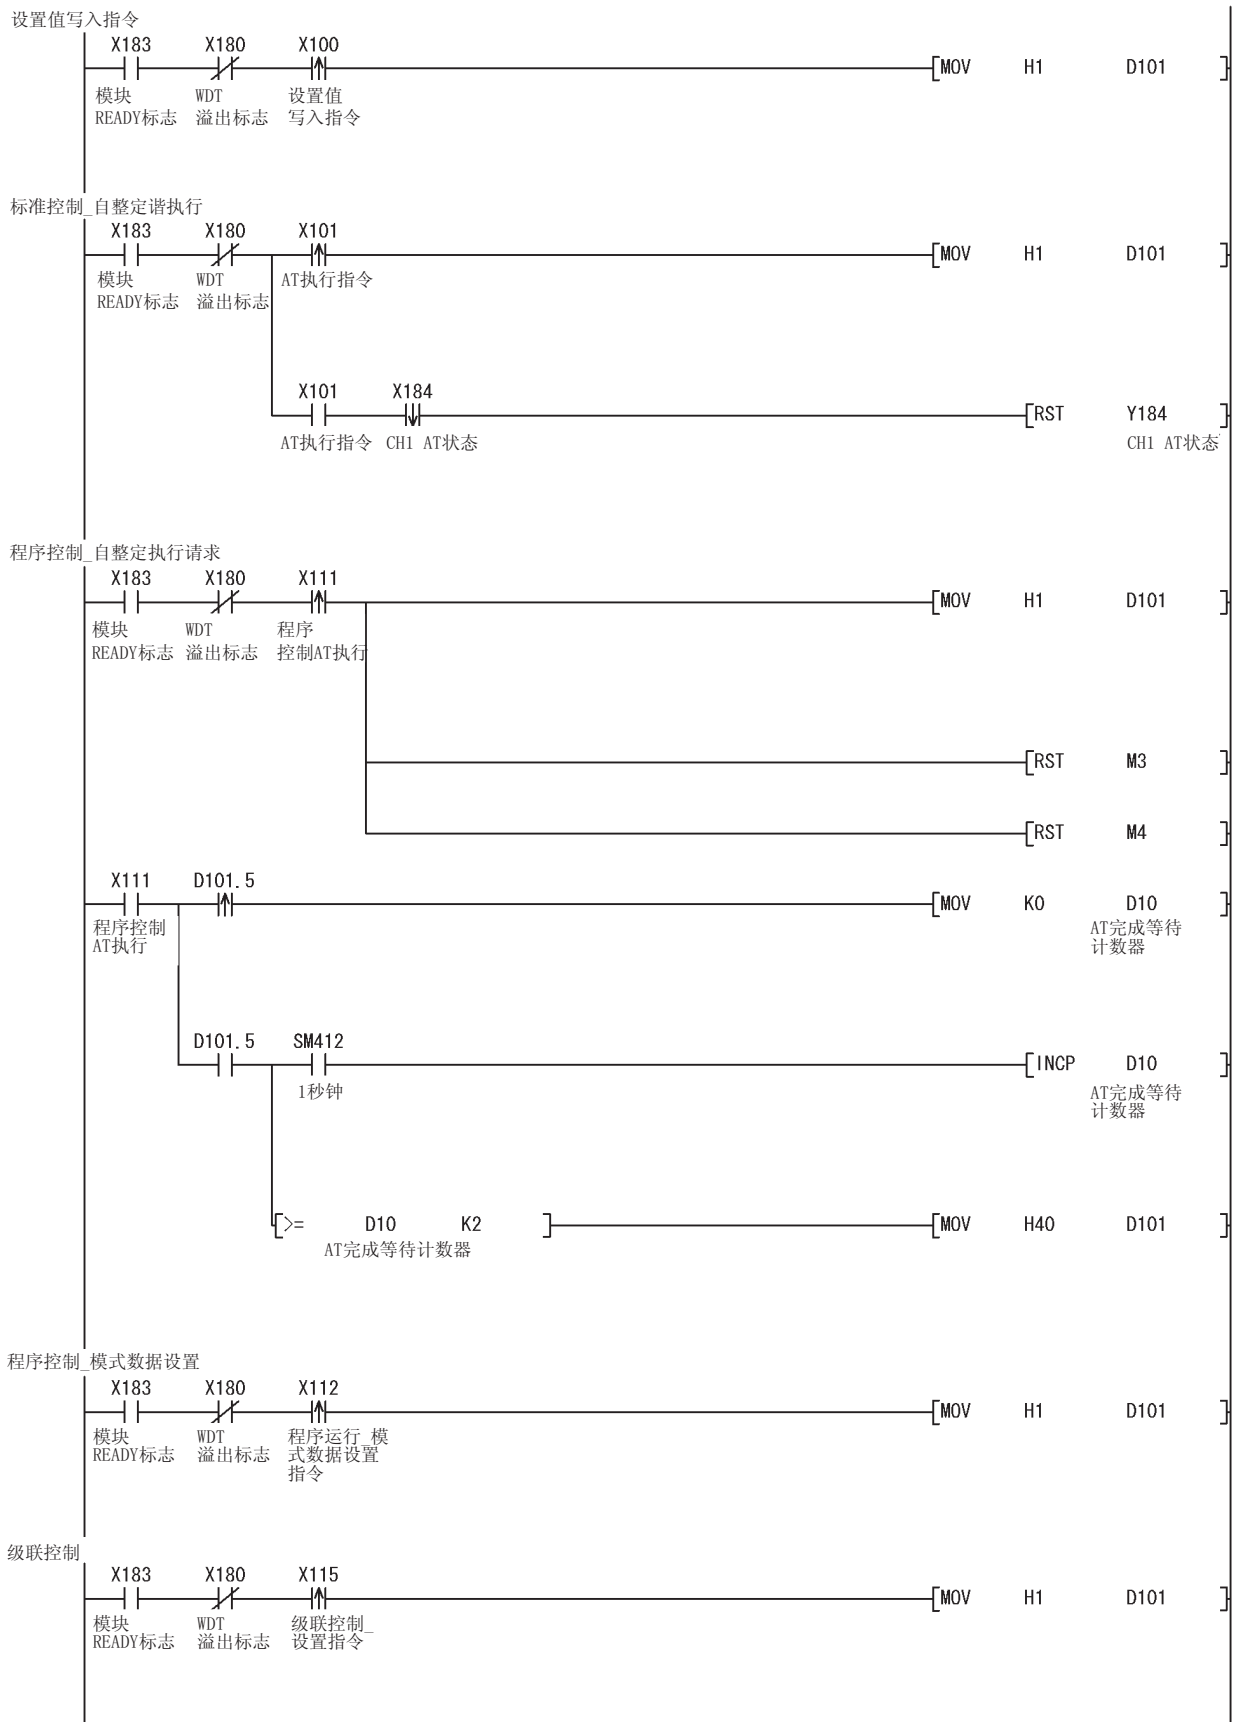 设置值写入指令
X183 X180 X100
[MOV H1 D101 ]
模块 WDT 设置值
READY标志 溢出标志 写入指令
标准控制_自整定谐执行
X183 X180 X101
[MOV H1 D101 ]
模块 WDT AT执行指令
READY标志 溢出标志
X101 X184
[RST Y184 ]
AT执行指令 CH1 AT状态 CH1 AT状态
程序控制_自整定执行请求
X183 X180 X111
[MOV H1 D101 ]
模块 WDT 程序
READY标志 溢出标志 控制AT执行
[RST M3 ]
[RST M4 ]
X111 D101.5
[MOV K0 D10 ]
程序控制 AT完成等待
AT执行 计数器
D101.5 SM412
[INCP D10 ]
1秒钟 AT完成等待
计数器
[>= D10 K2 ] [MOV H40 D101 ]
AT完成等待计数器
程序控制_模式数据设置
X183 X180 X112
[MOV H1 D101 ]
模块 WDT 程序运行_模
READY标志 溢出标志 式数据设置
指令
级联控制
X183 X180 X115
[MOV H1 D101 ]
模块 WDT 级联控制_
READY标志 溢出标志 设置指令